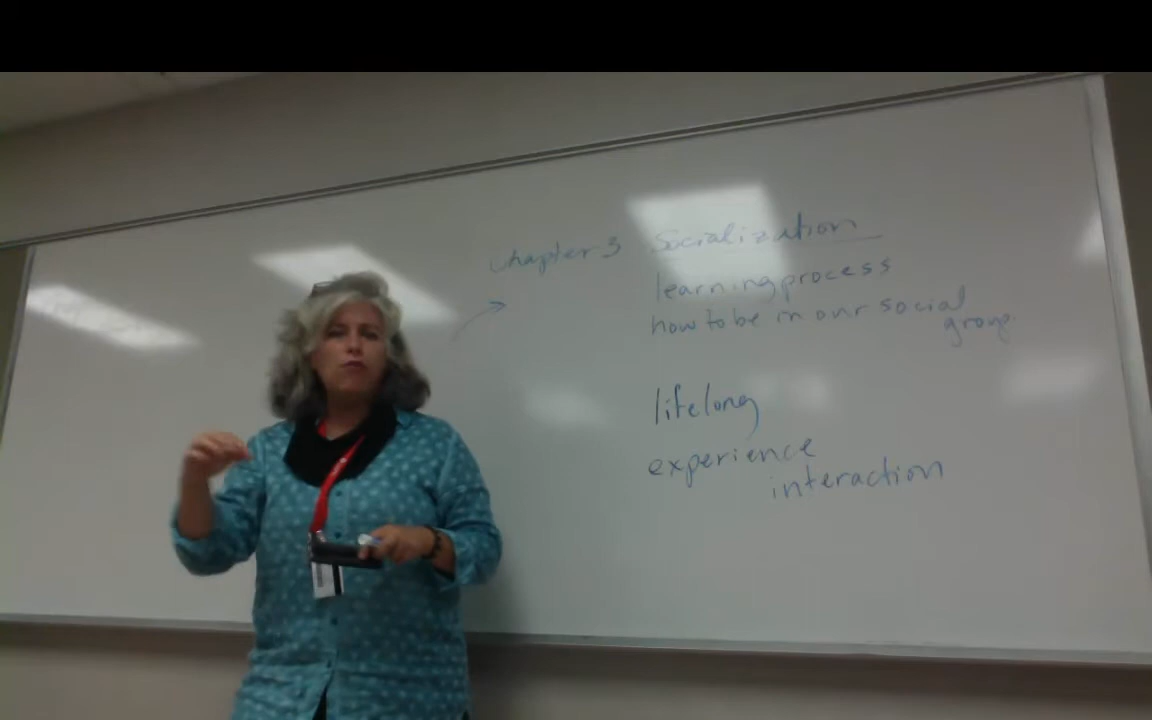 Chapter 3 Socialization
learning process
how to be in our social
group
lifelong
experience
interaction